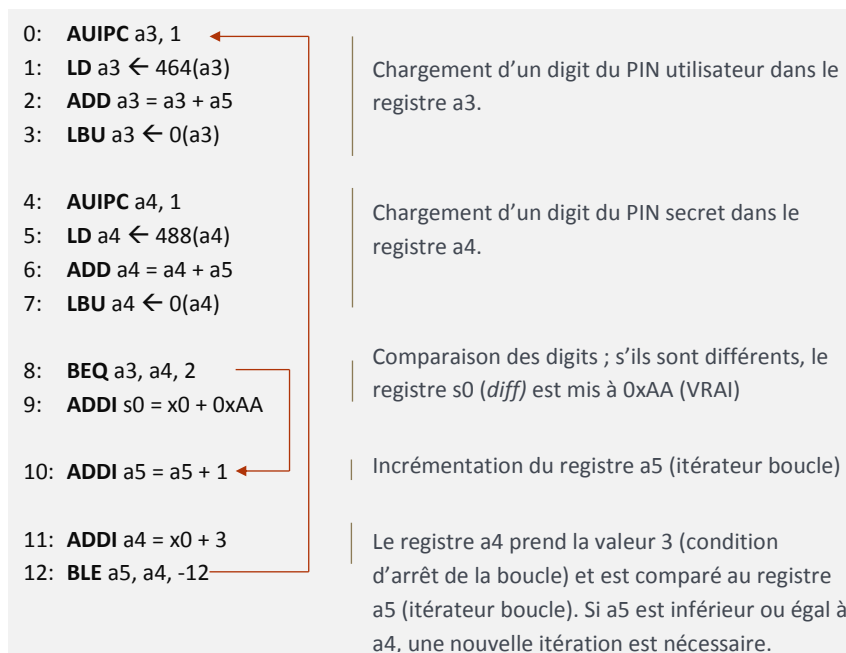 0: AUIPC a3, 1
1: LD a3 ← 464(a3)
2: ADD a3 = a3 + a5
3: LBU a3 ← 0(a3)
Chargement d'un digit du PIN utilisateur dans le
registre a3.
4: AUIPC a4, 1
5: LD a4 ← 488(a4)
6: ADD a4 = a4 + a5
7: LBU a4 ← 0(a4)
Chargement d'un digit du PIN secret dans le
registre a4.
8: BEQ a3, a4, 2
9: ADDI s0 = x0 + 0xAA
Comparaison des digits ; s'ils sont différents, le
registre s0 (diff) est mis à 0xAA (VRAI)
10: ADDI a5 = a5 + 1
Incrémentation du registre a5 (itérateur boucle)
11: ADDI a4 = x0 + 3
12: BLE a5, a4, -12
Le registre a4 prend la valeur 3 (condition
d'arrêt de la boucle) et est comparé au registre
a5 (itérateur boucle). Si a5 est inférieur ou égal à
a4, une nouvelle itération est nécessaire.